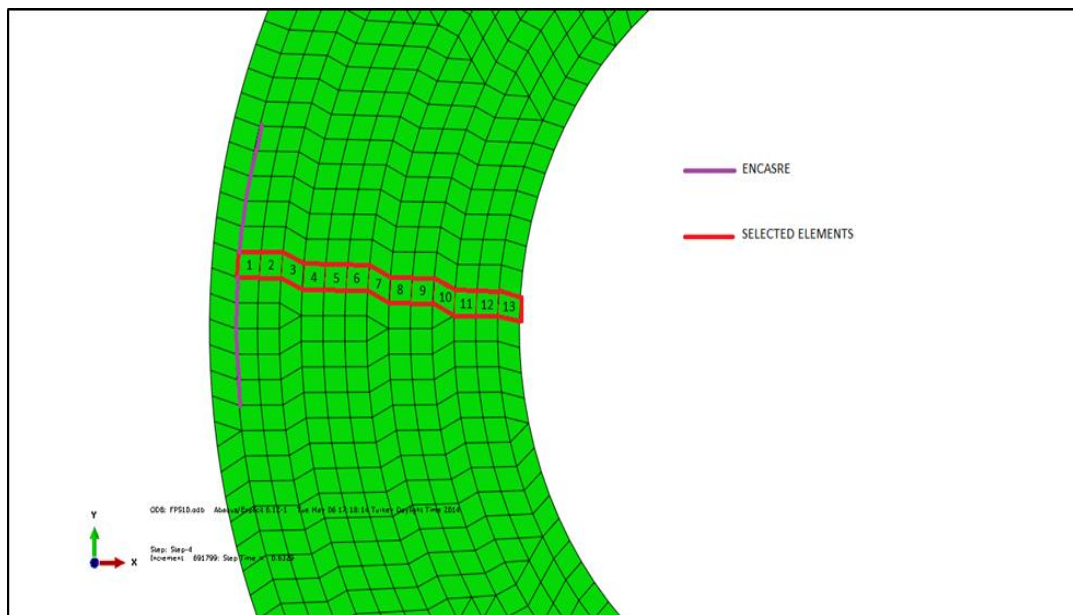 ENCASRE
SELECTED ELEMENTS
1 2 3 4 5 6 7 8 9 10 11 12 13
Y
X
Step: Step-4